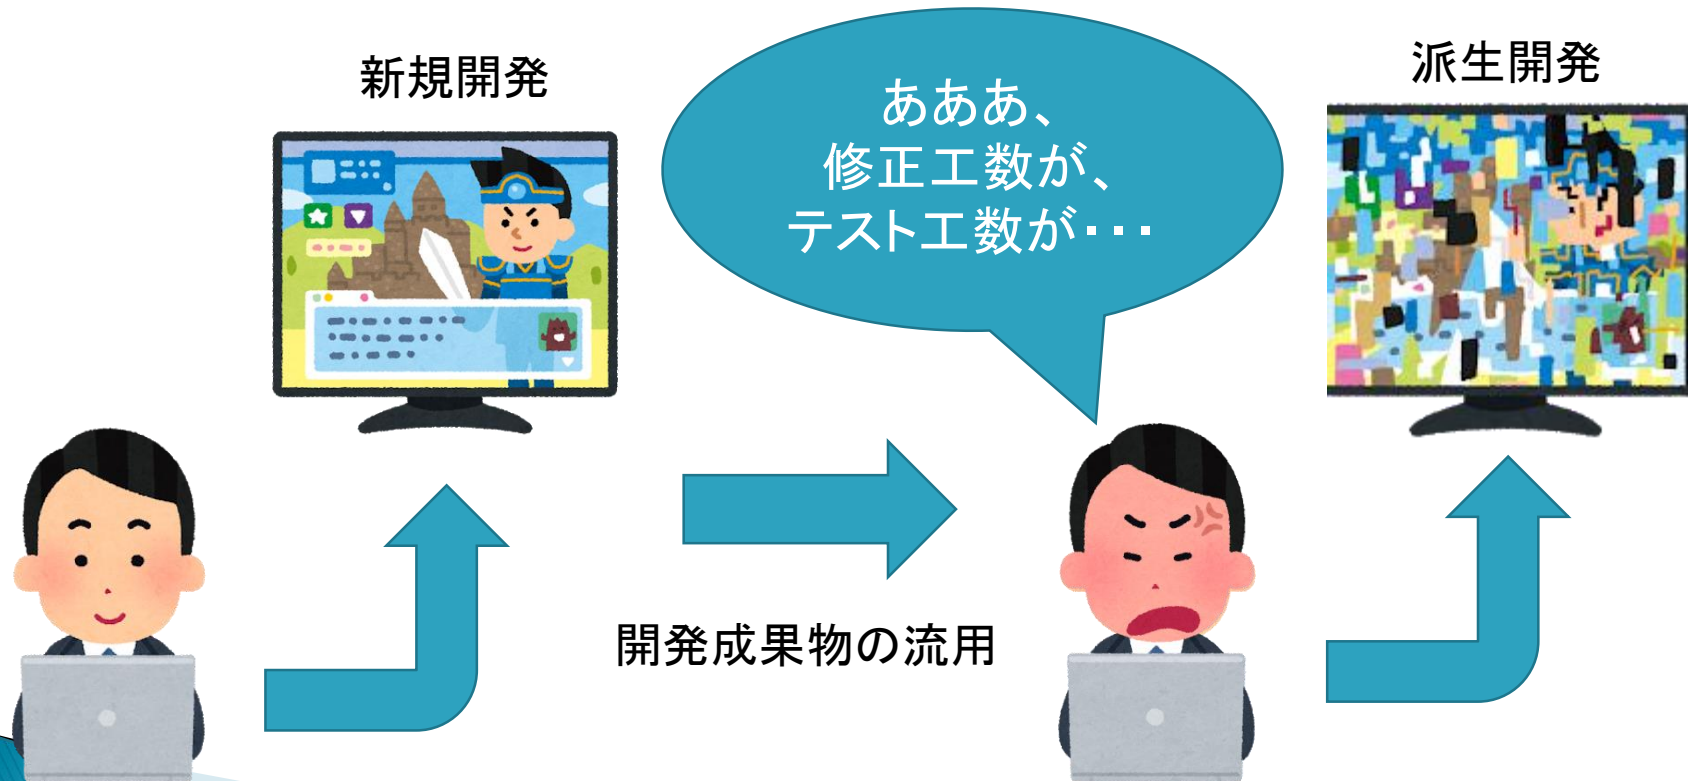 新規開発
あああ、
修正工数が、
テスト工数が・・・
派生開発
開発成果物の流用